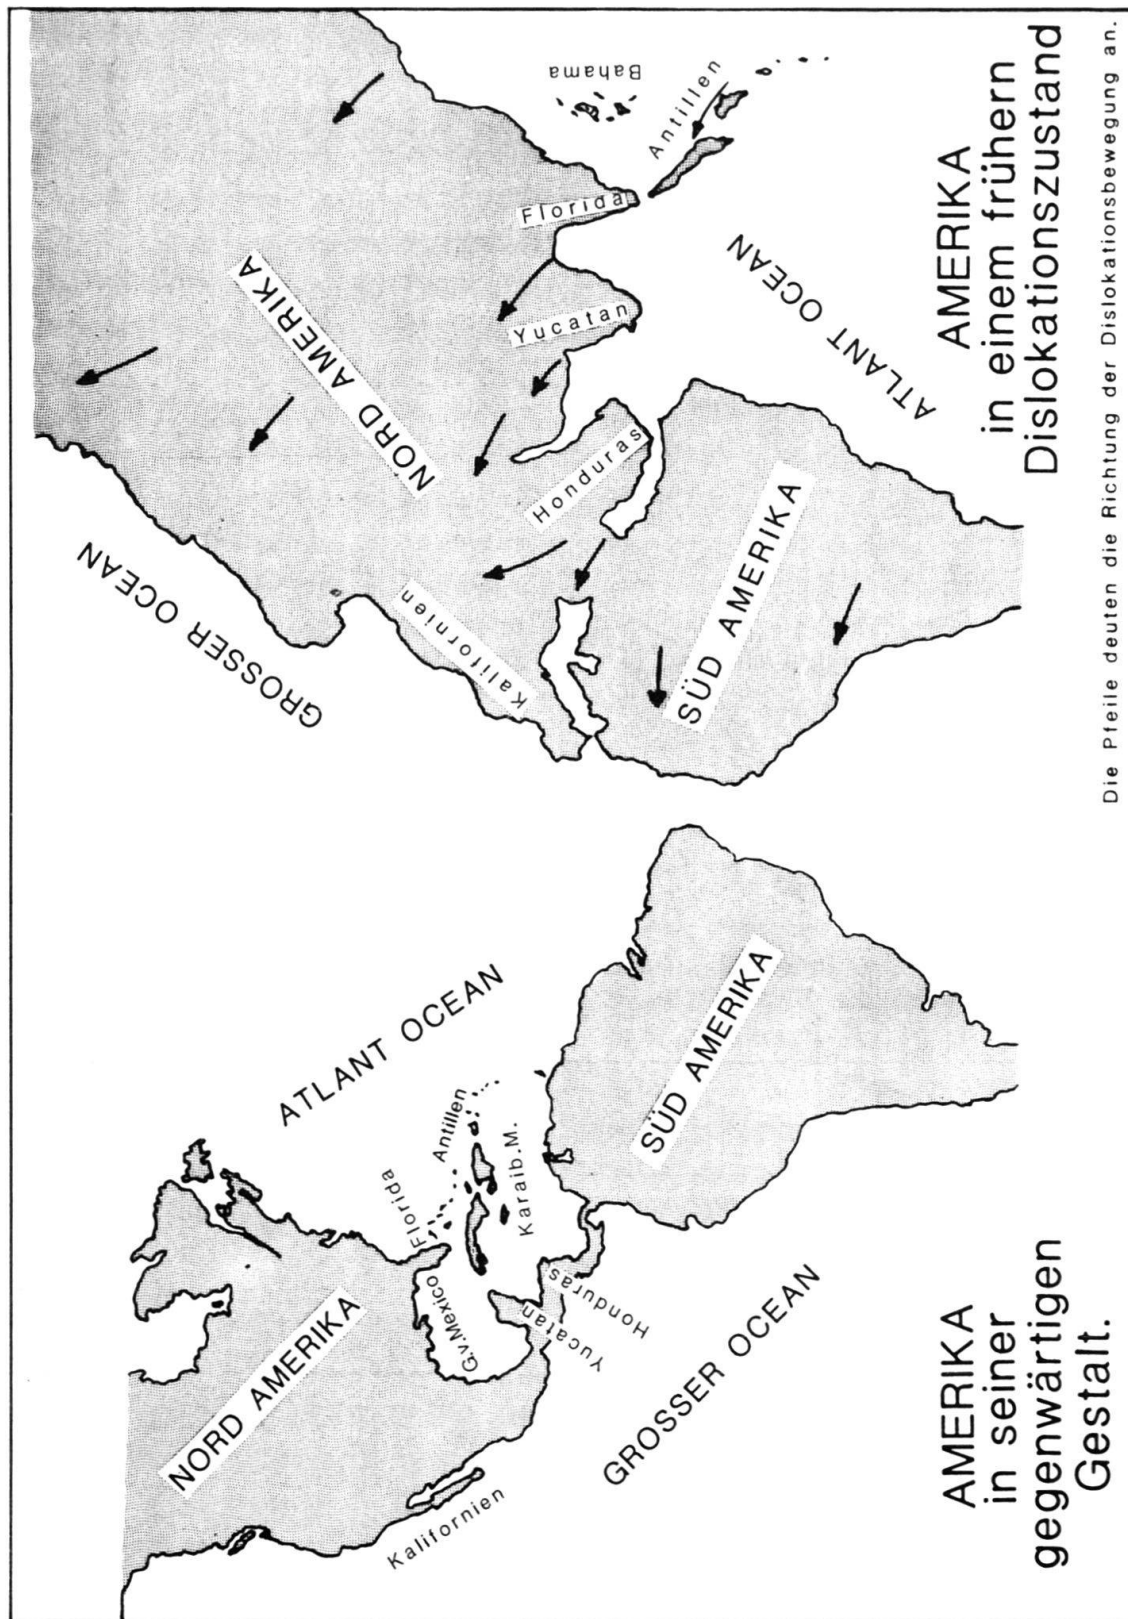 NORD AMERIKA
ATLANT OCEAN
Florida
Antillen
G.v.Mexico
Karaib.M.
Kalifornien
Yucatan
Honduras
GROSSER OCEAN
SÜD AMERIKA
AMERIKA
in seiner
gegenwärtigen
Gestalt.
GROSSER OCEAN
NORD AMERIKA
Bahama
Florida
Antillen
Yucatan
Kalifornien
Honduras
ATLANT OCEAN
SÜD AMERIKA
AMERIKA
in einem frühern
Dislokationszustand
Die Pfeile deuten die Richtung der Dislokationsbewegung an.